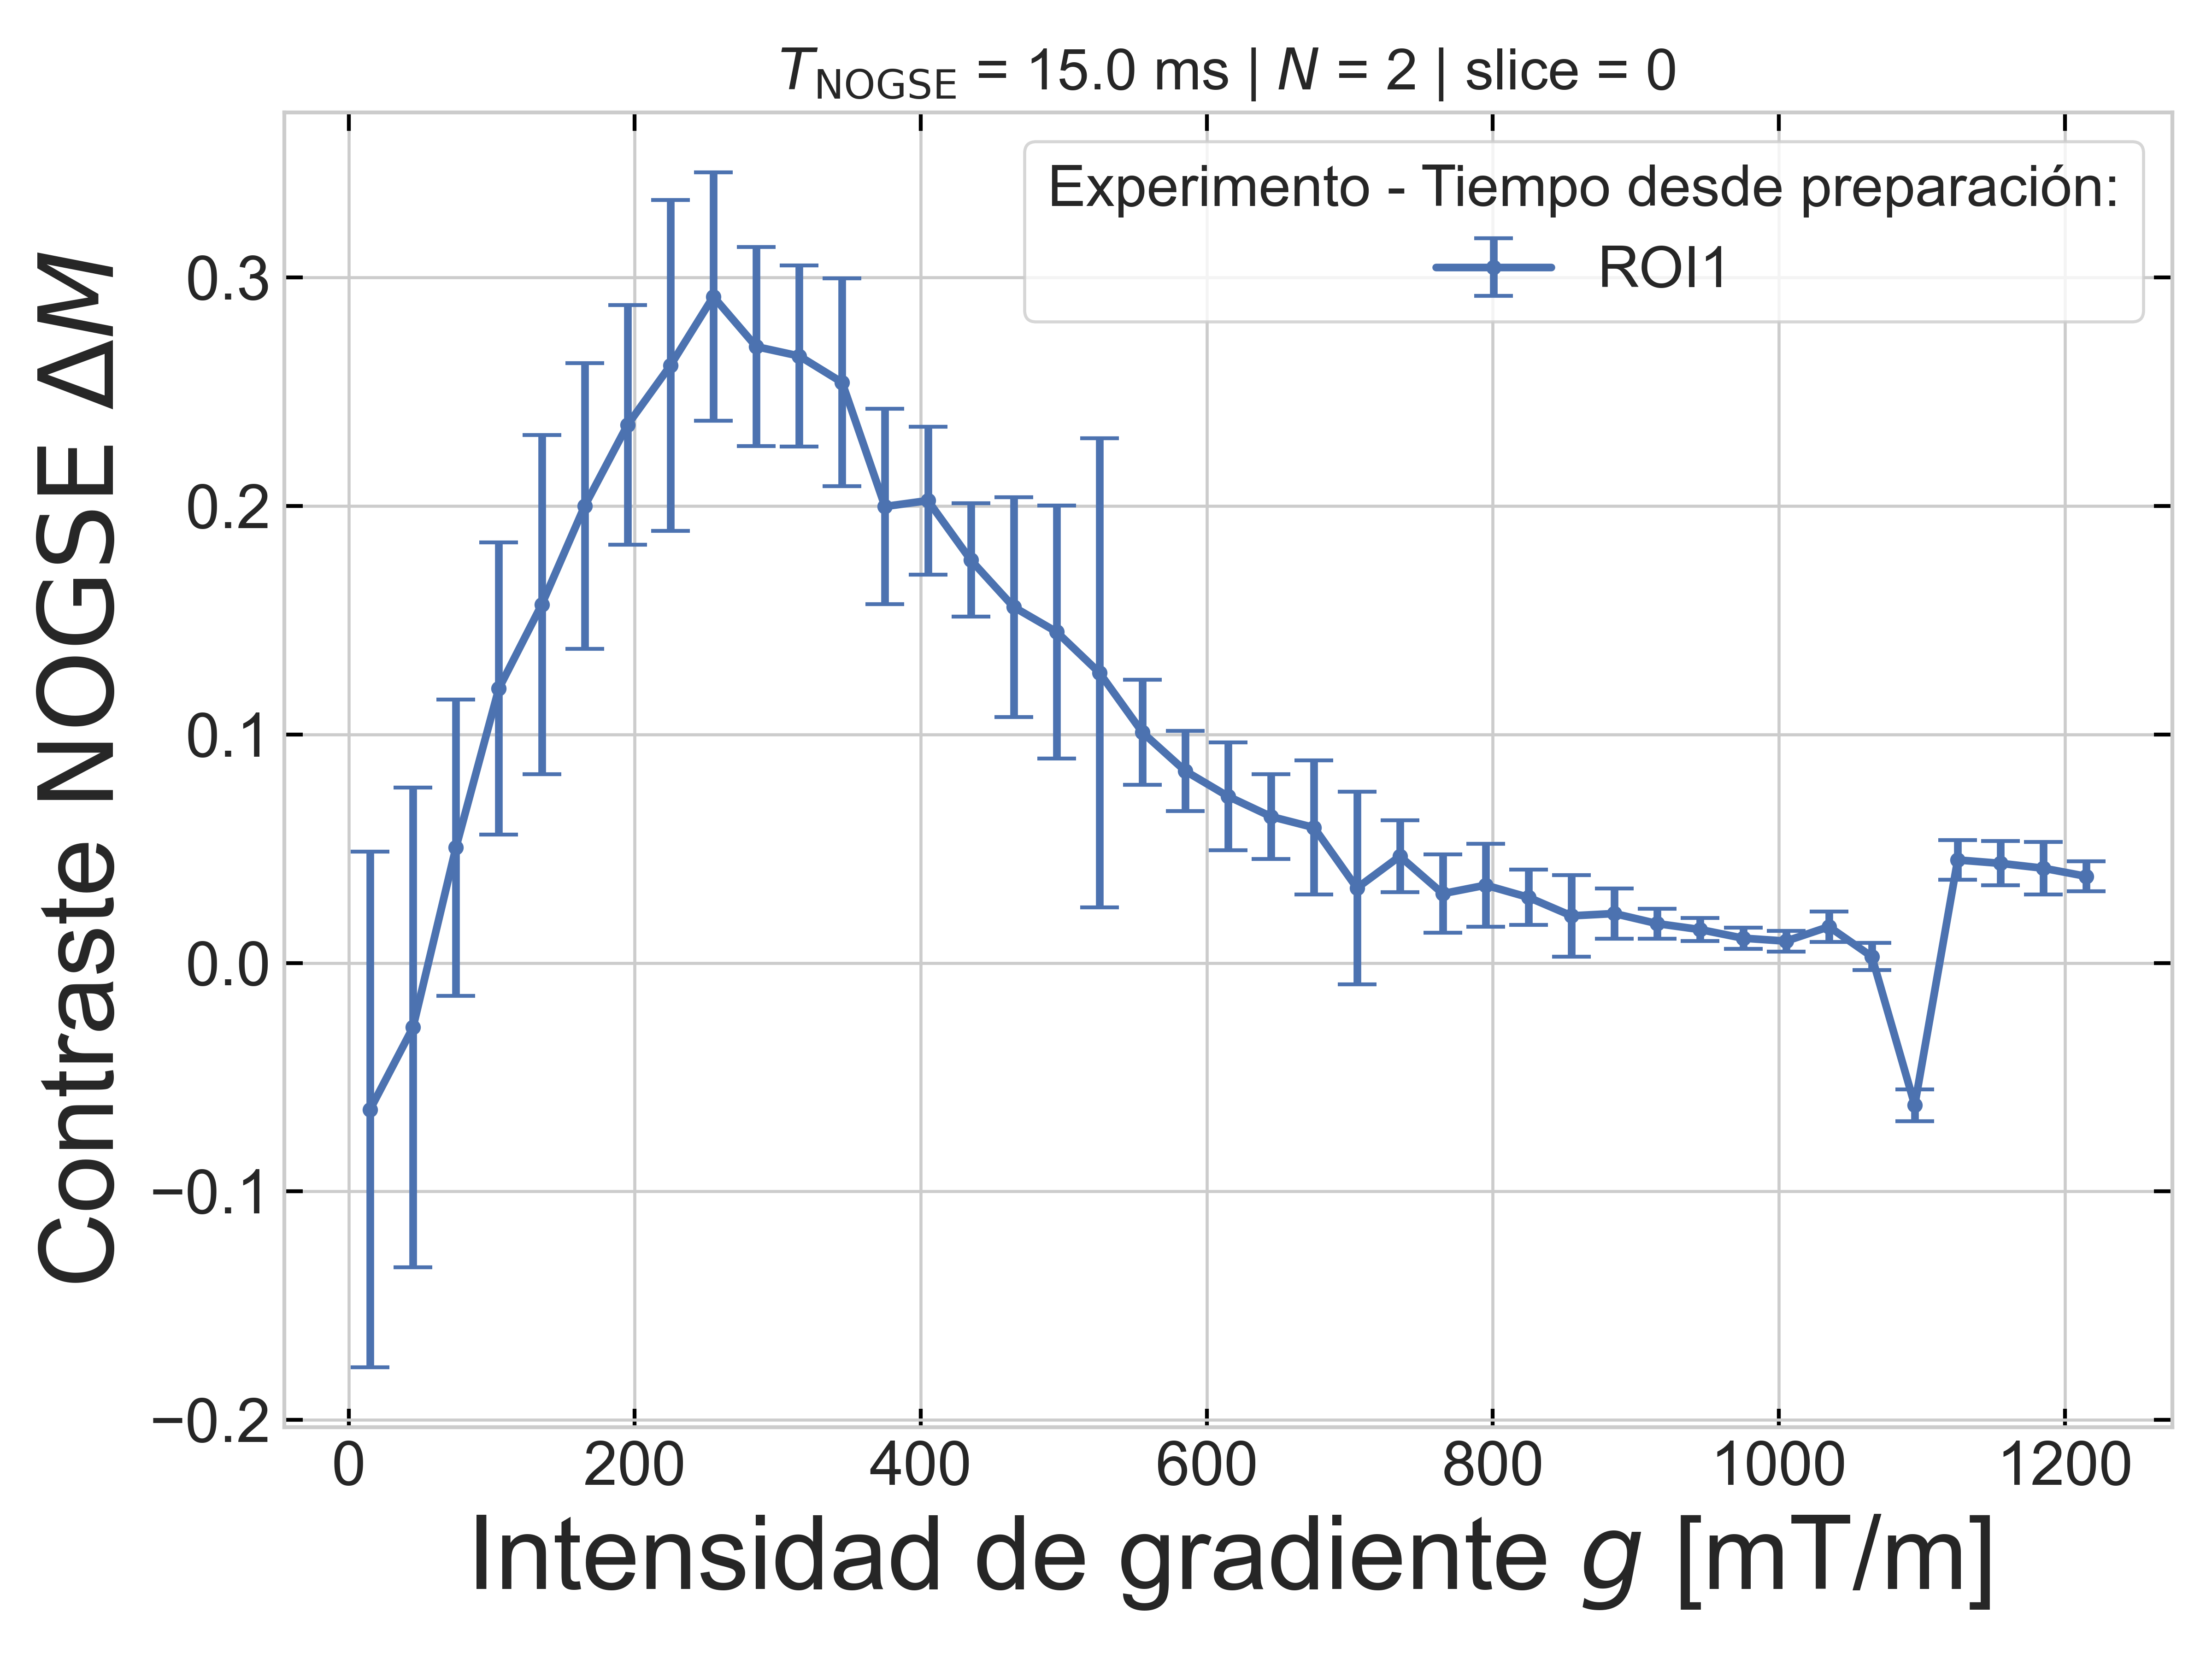 T_NOGSE = 15.0 ms | N = 2 | slice = 0
Experimento - Tiempo desde preparación:
ROI1
Contraste NOGSE ΔM
0.3
0.2
0.1
0.0
−0.1
−0.2
0 200 400 600 800 1000 1200
Intensidad de gradiente g [mT/m]